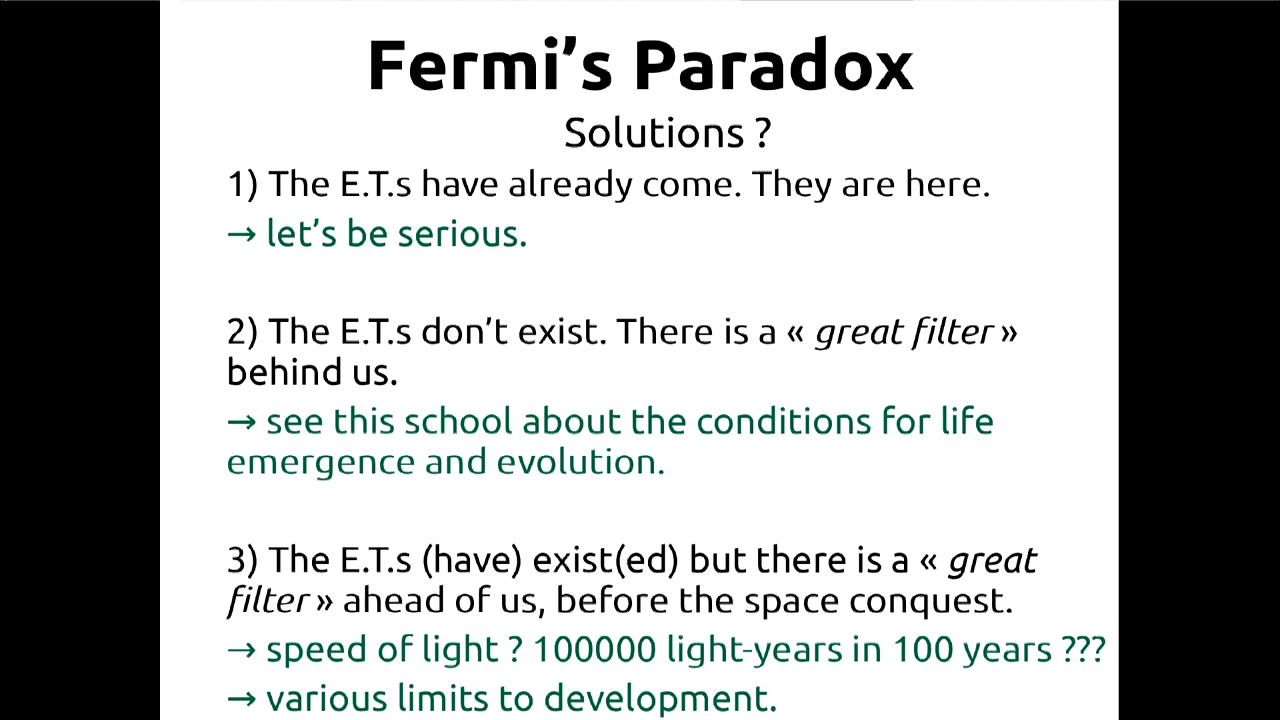 Fermi’s Paradox
Solutions ?
1) The E.T.s have already come. They are here.
→ let’s be serious.
2) The E.T.s don’t exist. There is a « great filter »
behind us.
→ see this school about the conditions for life
emergence and evolution.
3) The E.T.s (have) exist(ed) but there is a « great
filter » ahead of us, before the space conquest.
→ speed of light ? 100000 light-years in 100 years ???
→ various limits to development.